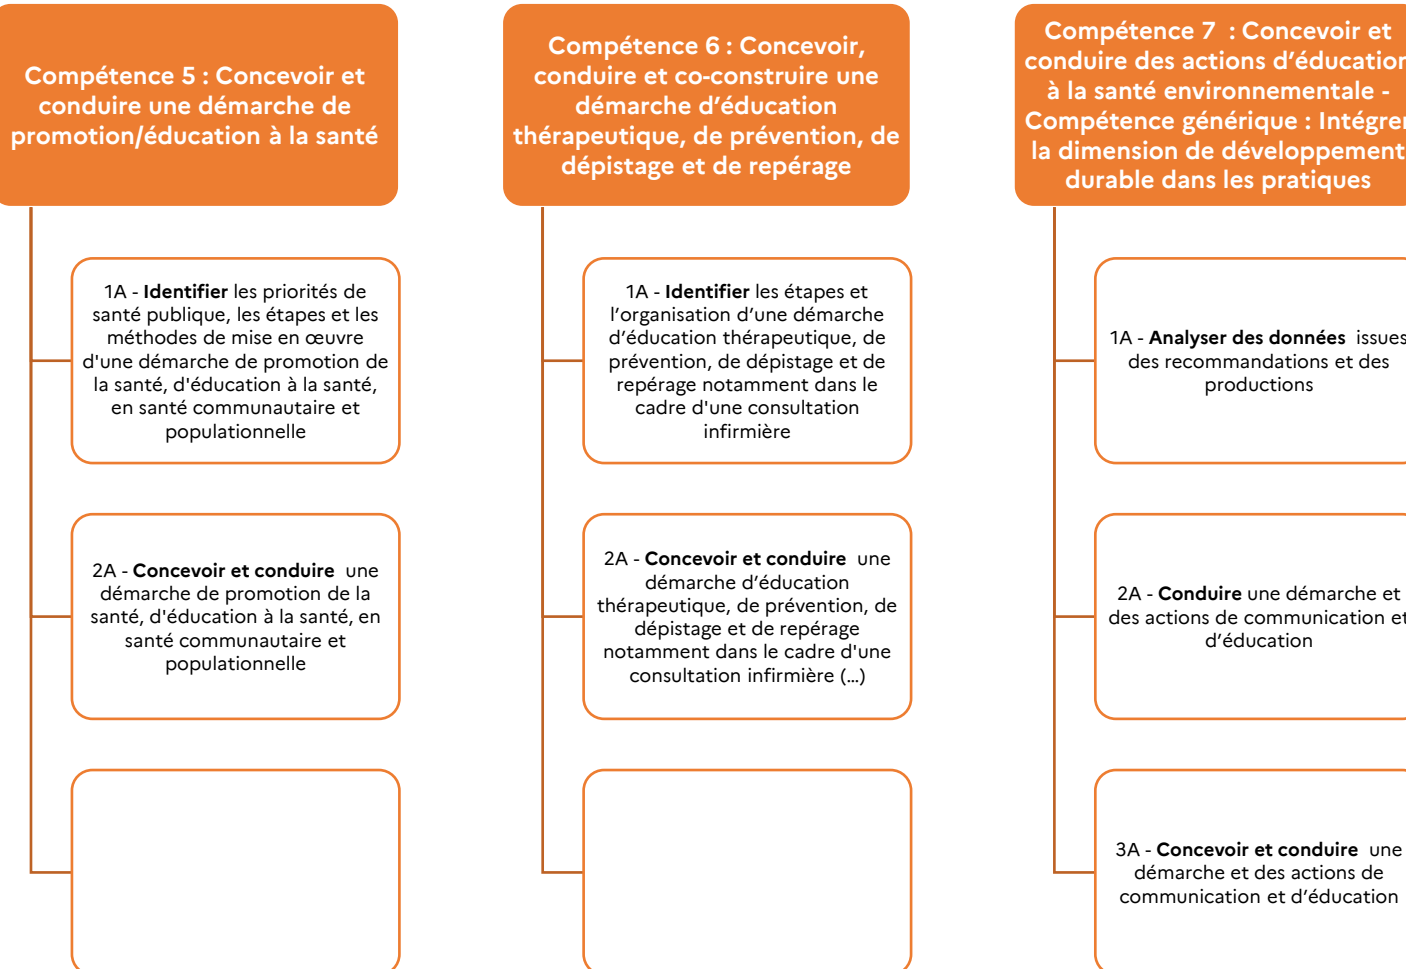 Compétence 5 : Concevoir et
conduire une démarche de
promotion/éducation à la santé
1A - Identifier les priorités de
santé publique, les étapes et les
méthodes de mise en œuvre
d'une démarche de promotion de
la santé, d'éducation à la santé,
en santé communautaire et
populationnelle
2A - Concevoir et conduire une
démarche de promotion de la
santé, d'éducation à la santé, en
santé communautaire et
populationnelle
Compétence 6 : Concevoir,
conduire et co-construire une
démarche d’éducation
thérapeutique, de prévention, de
dépistage et de repérage
1A - Identifier les étapes et
l’organisation d’une démarche
d’éducation thérapeutique, de
prévention, de dépistage et de
repérage notamment dans le
cadre d'une consultation
infirmière
2A - Concevoir et conduire une
démarche d’éducation
thérapeutique, de prévention, de
dépistage et de repérage
notamment dans le cadre d'une
consultation infirmière (…)
Compétence 7 : Concevoir et
conduire des actions d’éducation
à la santé environnementale -
Compétence générique : Intégrer
la dimension de développement
durable dans les pratiques
1A - Analyser des données issues
des recommandations et des
productions
2A - Conduire une démarche et
des actions de communication et
d’éducation
3A - Concevoir et conduire une
démarche et des actions de
communication et d’éducation